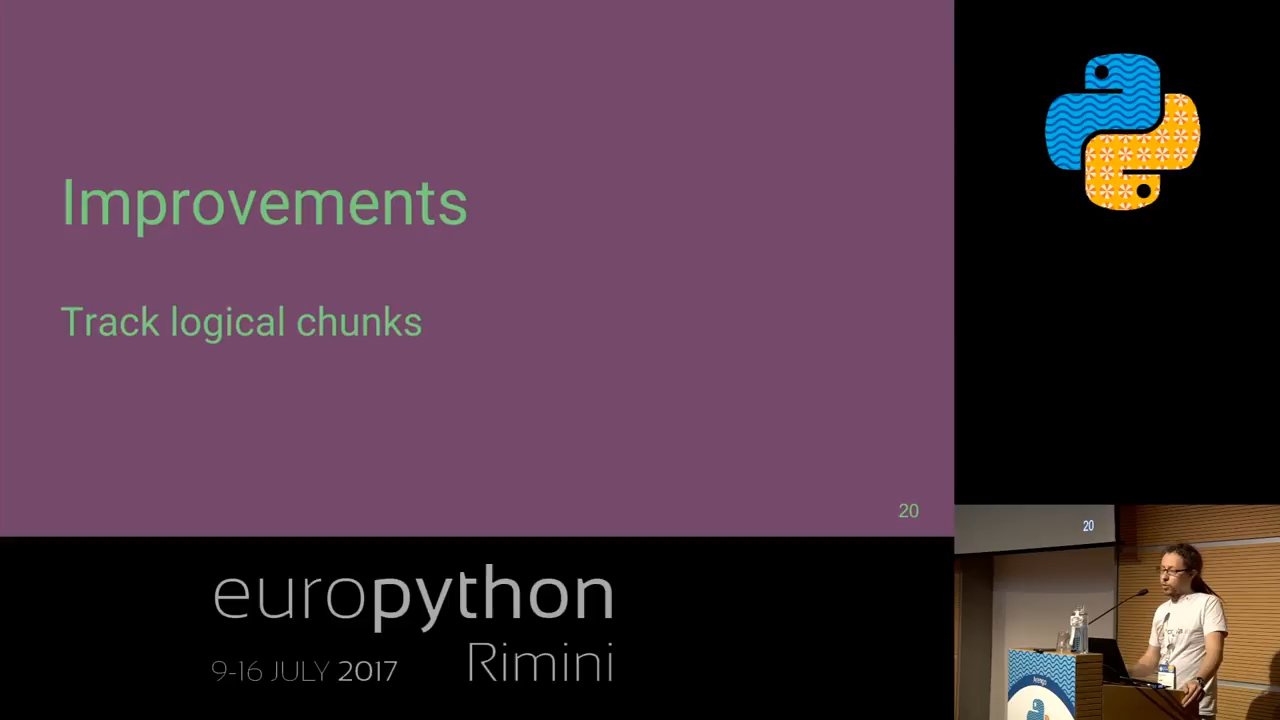 Improvements
Track logical chunks
20
europython
9-16 JULY 2017 Rimini
20